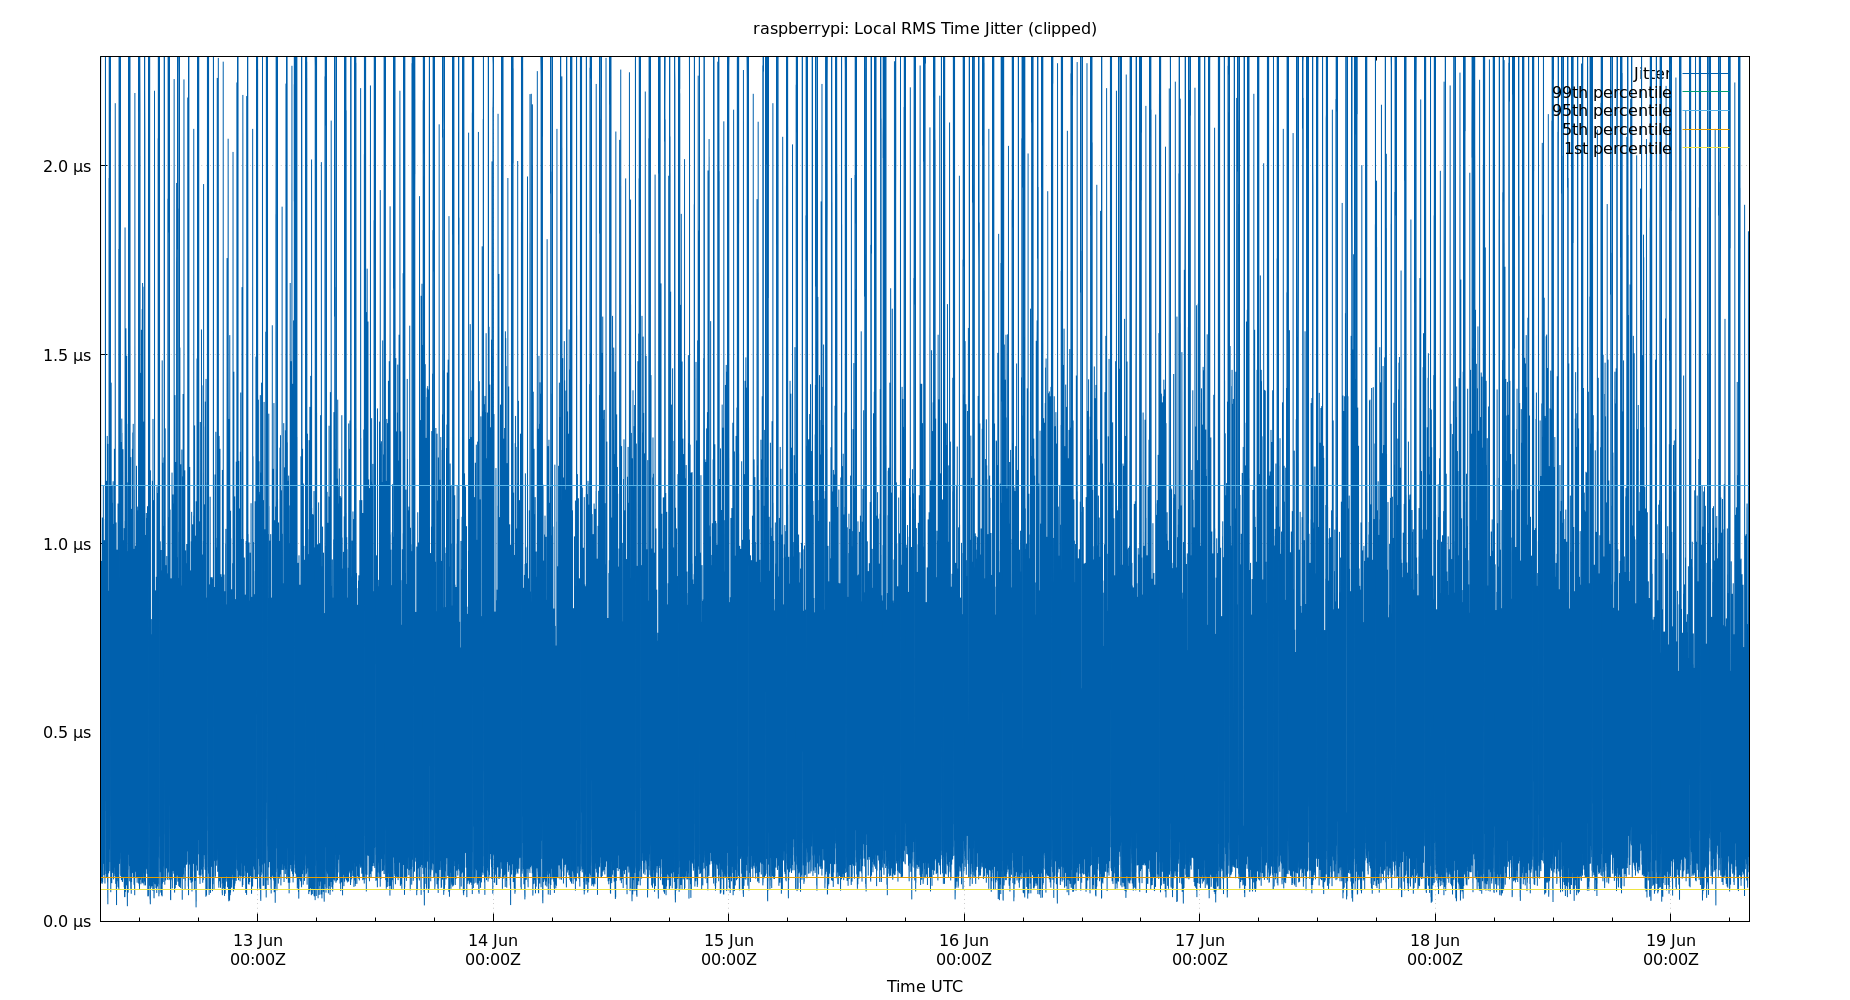 raspberrypi: Local RMS Time Jitter (clipped)
Jitter
99th percentile
95th percentile
5th percentile
1st percentile
2.0 μs
1.5 μs
1.0 μs
0.5 μs
0.0 μs
13 Jun 14 Jun 15 Jun 16 Jun 17 Jun 18 Jun 19 Jun
00:00Z 00:00Z 00:00Z 00:00Z 00:00Z 00:00Z 00:00Z
Time UTC